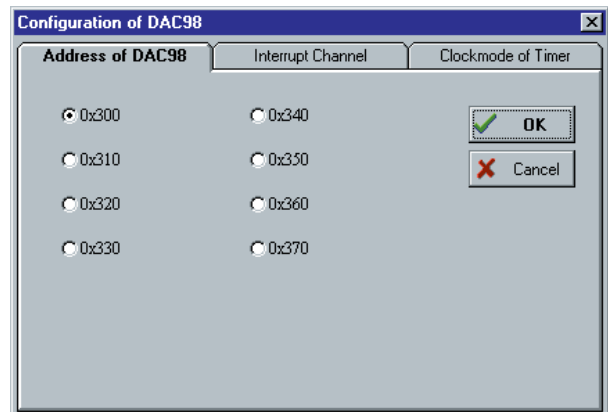 Configuration of DAC98
Address of DAC98
Interrupt Channel
Clockmode of Timer
0x300
0x340
OK
0x310
0x350
Cancel
0x320
0x360
0x330
0x370